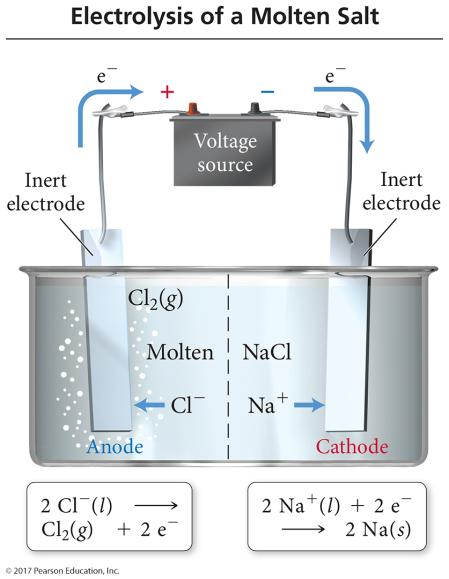 Electrolysis of a Molten Salt
e⁻
+
−
e⁻
Voltage
source
Inert
electrode
Inert
electrode
Cl₂(g)
Molten
NaCl
Cl⁻
Na⁺
Anode
Cathode
2 Cl⁻(l) ⟶
Cl₂(g) + 2 e⁻
2 Na⁺(l) + 2 e⁻
⟶ 2 Na(s)
© 2017 Pearson Education, Inc.